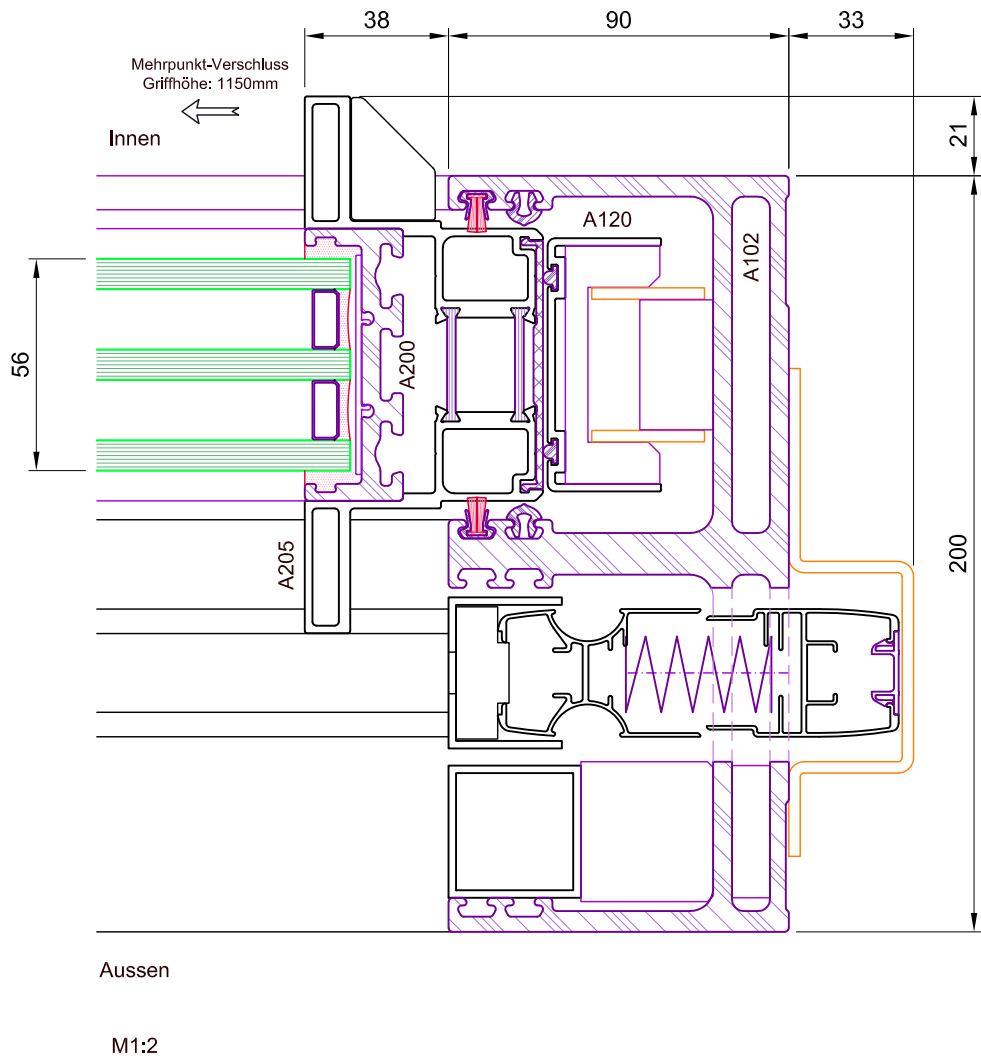 38
90
33
Mehrpunkt-Verschluss
Griffhöhe: 1150mm
Innen
21
A120
A102
56
A200
200
A205
Aussen
M1:2